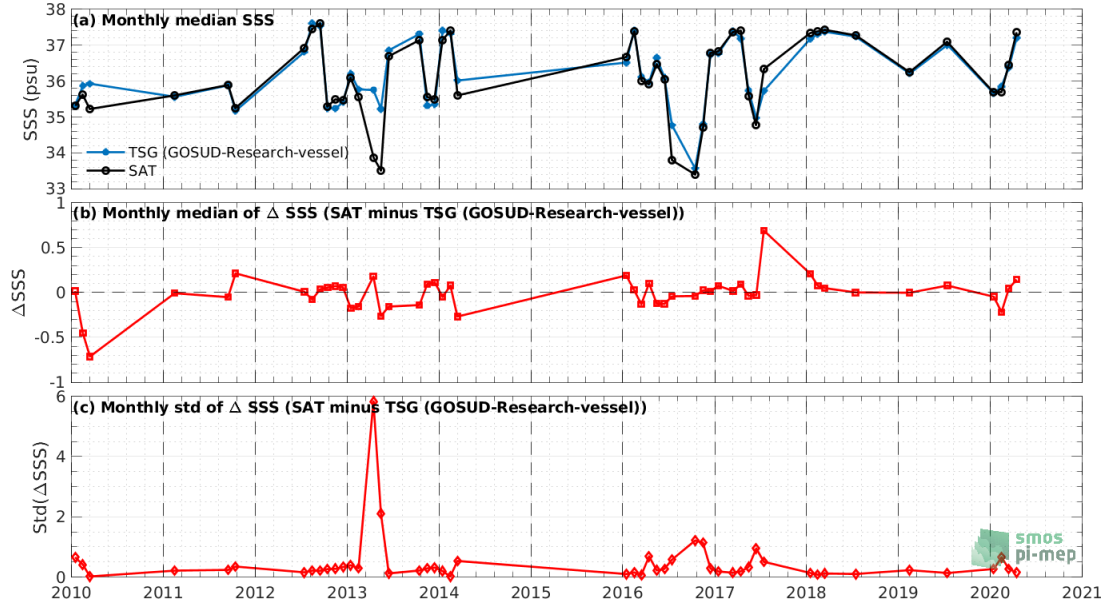 (a) Monthly median SSS
38
37
36
35
34
33
SSS (psu)
TSG (GOSUD-Research-vessel)
SAT
(b) Monthly median of Δ SSS (SAT minus TSG (GOSUD-Research-vessel))
1
0.5
0
-0.5
-1
ΔSSS
(c) Monthly std of Δ SSS (SAT minus TSG (GOSUD-Research-vessel))
6
4
2
0
Std(ΔSSS)
smos
pi-mep
2010 2011 2012 2013 2014 2015 2016 2017 2018 2019 2020 2021